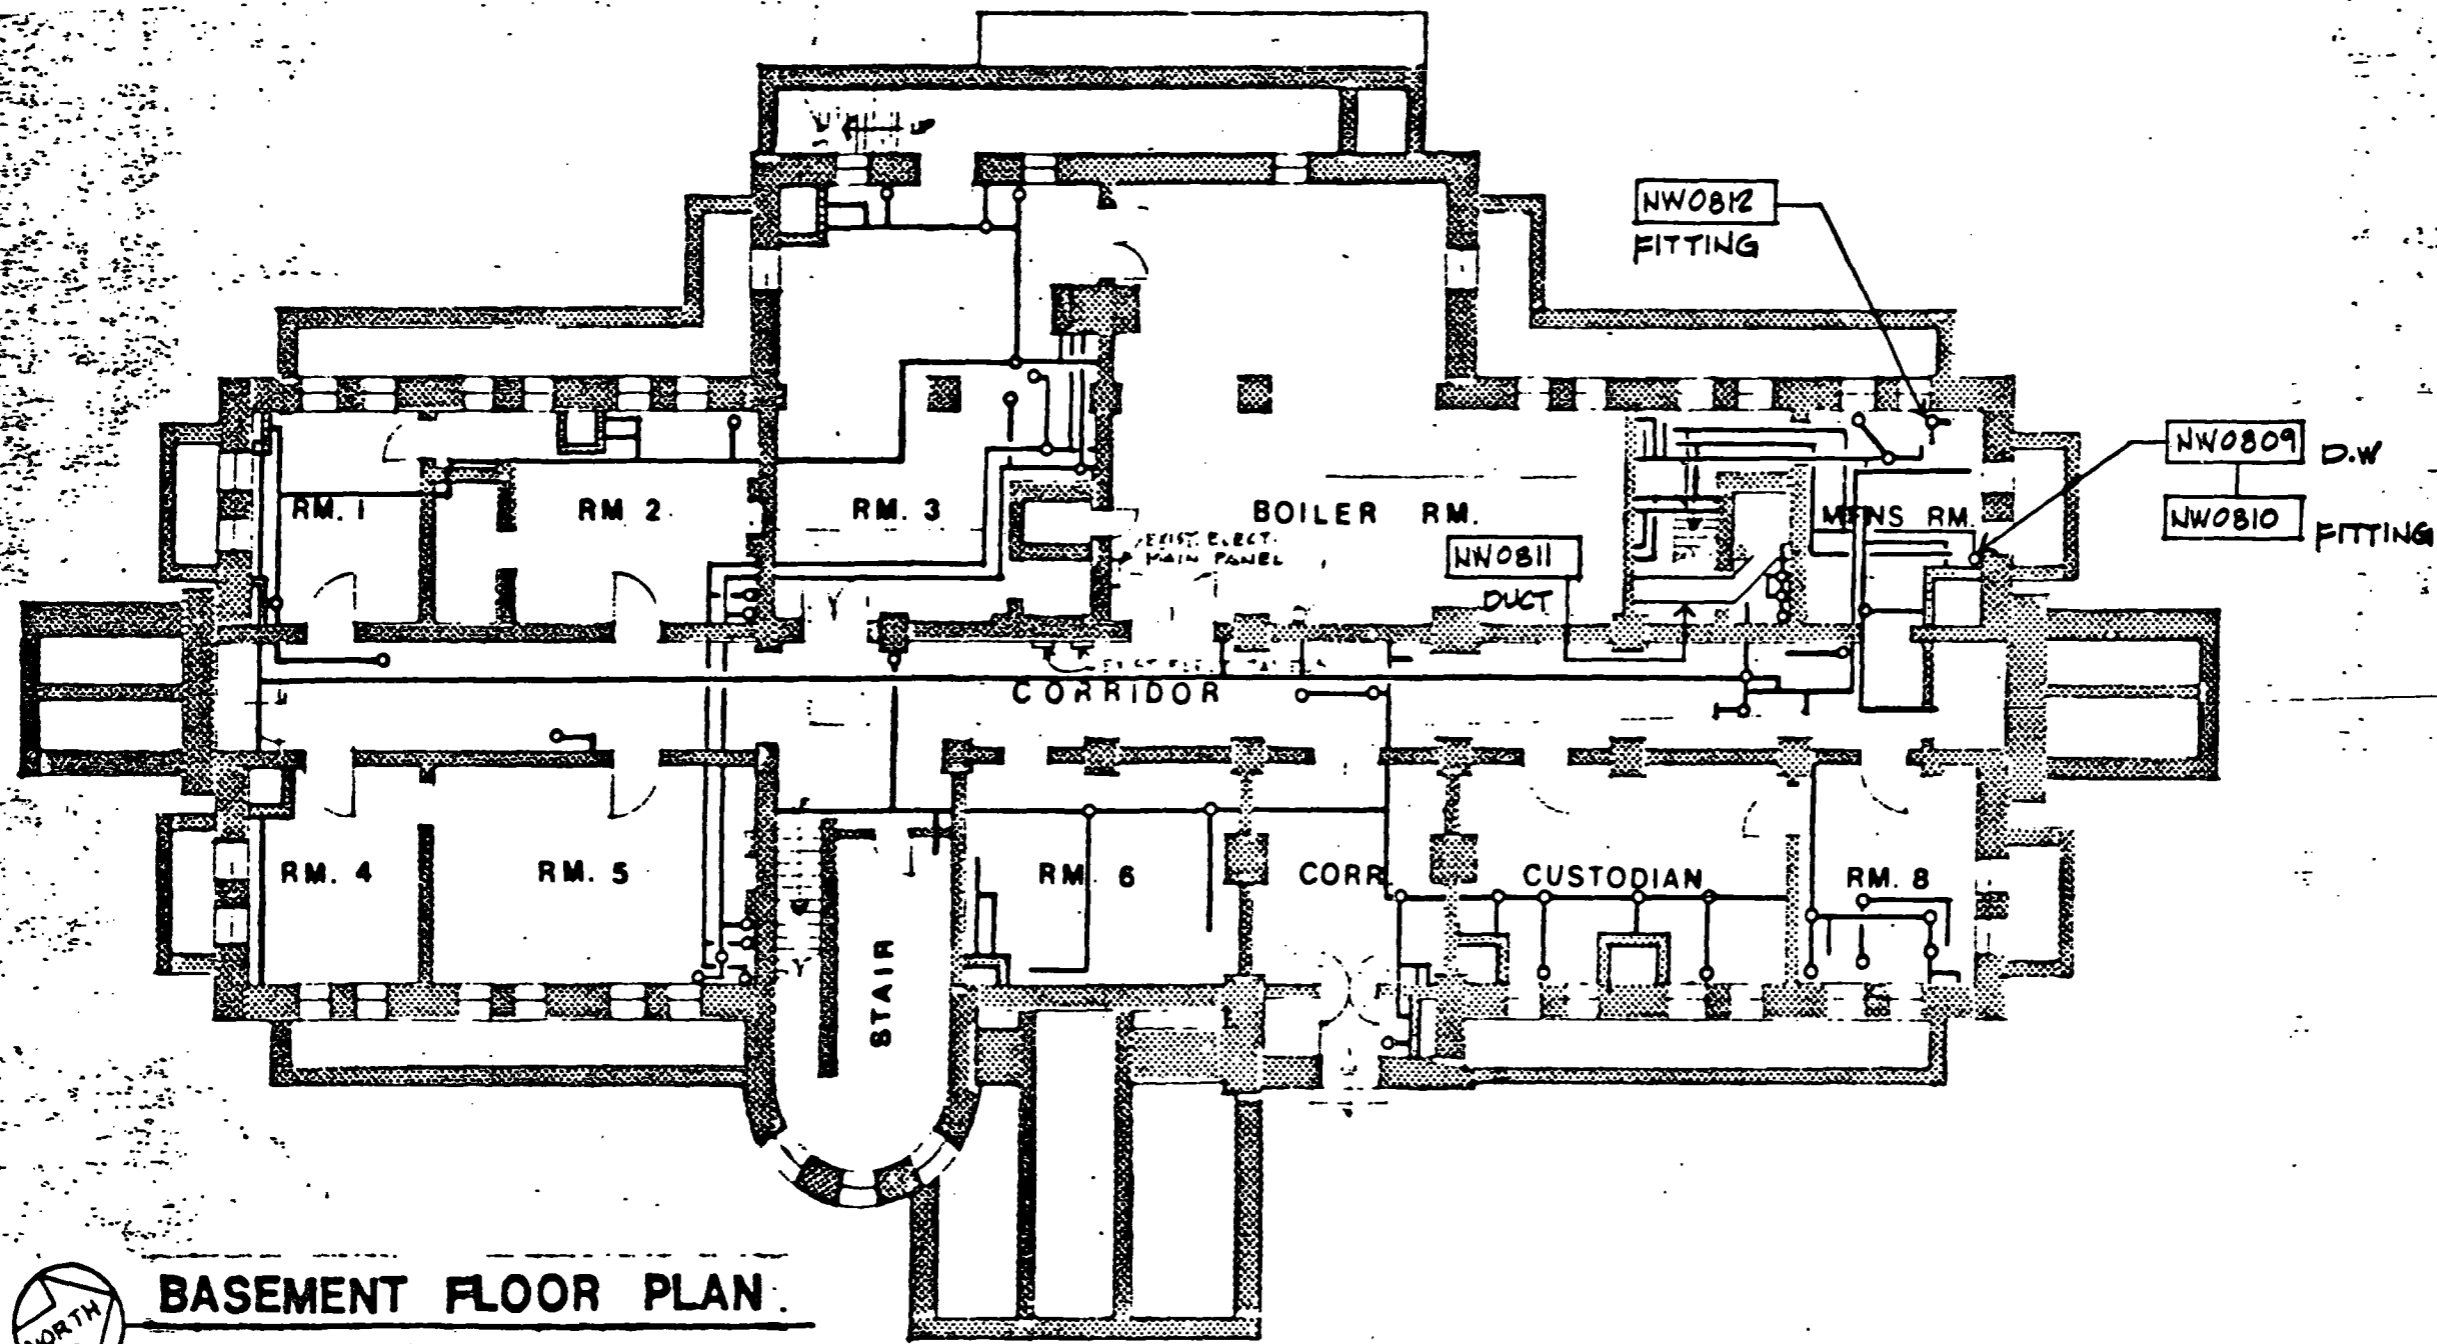 UP
NW0812
FITTING
NW0809 D.W
NW0810 FITTING
RM. 1
RM 2
RM. 3
BOILER RM.
RM.
EXIST. ELECT.
MAIN PANEL
NW0811
DUCT
CORRIDOR
RM. 4
RM. 5
RM 6
CORR.
CUSTODIAN
RM. 8
STAIR
BASEMENT FLOOR PLAN.
NORTH